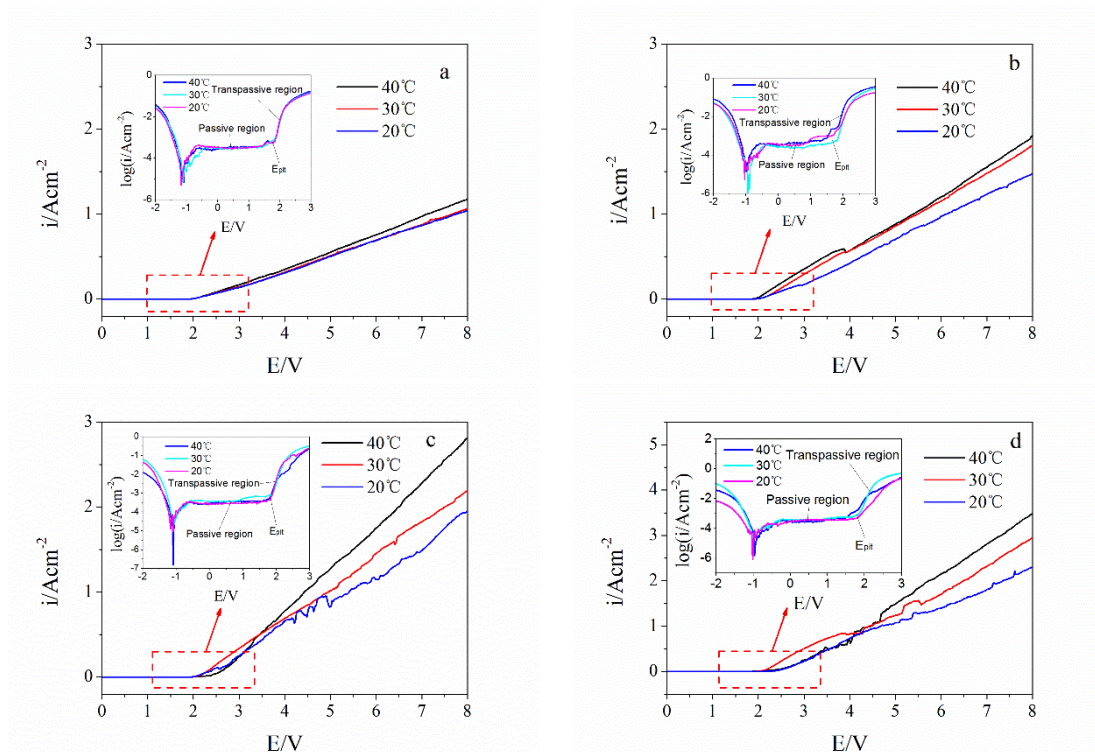 a
i/Acm-2
3
2
1
0
0 1 2 3 4 5 6 7 8
E/V
40℃
30℃
20℃
log(i/Acm-2)
0
-2
-4
-6
-2 -1 0 1 2 3
E/V
40℃
30℃
20℃
Transpassive region
Passive region
Epit
b
i/Acm-2
3
2
1
0
0 1 2 3 4 5 6 7 8
E/V
40℃
30℃
20℃
log(i/Acm-2)
0
-2
-4
-6
-2 -1 0 1 2 3
E/V
40℃
30℃
20℃
Transpassive region
Passive region
Epit
c
i/Acm-2
3
2
1
0
0 1 2 3 4 5 6 7 8
E/V
40℃
30℃
20℃
log(i/Acm-2)
0
-1
-2
-3
-4
-5
-6
-7
-2 -1 0 1 2 3
E/V
40℃
30℃
20℃
Transpassive region
Passive region
Epit
d
i/Acm-2
5
4
3
2
1
0
0 1 2 3 4 5 6 7 8
E/V
40℃
30℃
20℃
log(i/Acm-2)
2
0
-2
-4
-6
-2 -1 0 1 2 3
E/V
40℃
30℃
20℃
Transpassive region
Passive region
Epit